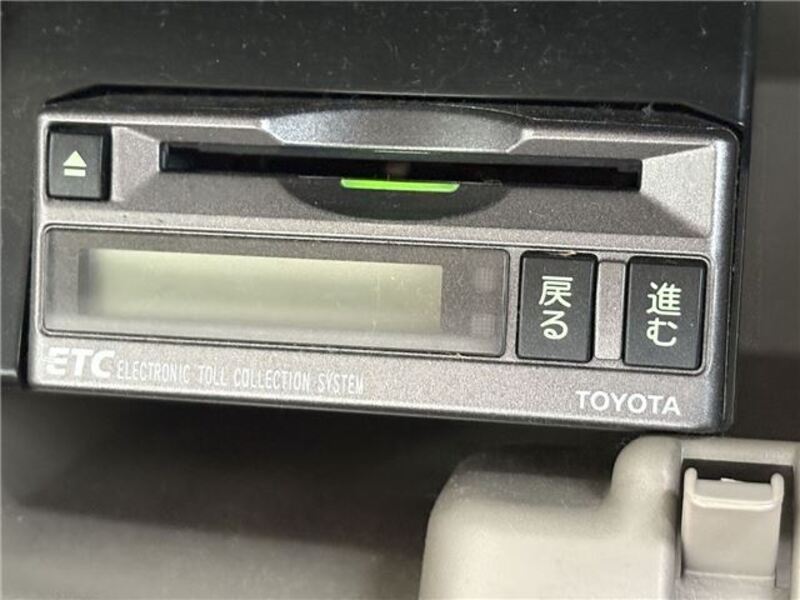 戻る
進む
ETC ELECTRONIC TOLL COLLECTION SYSTEM
TOYOTA